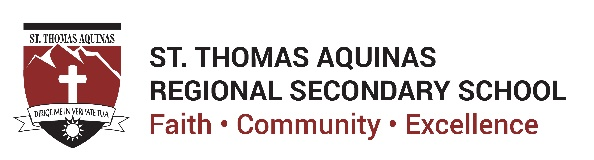 ST. THOMAS AQUINAS
DIRIGE ME IN VERITATE TUA
ST. THOMAS AQUINAS
REGIONAL SECONDARY SCHOOL
Faith • Community • Excellence